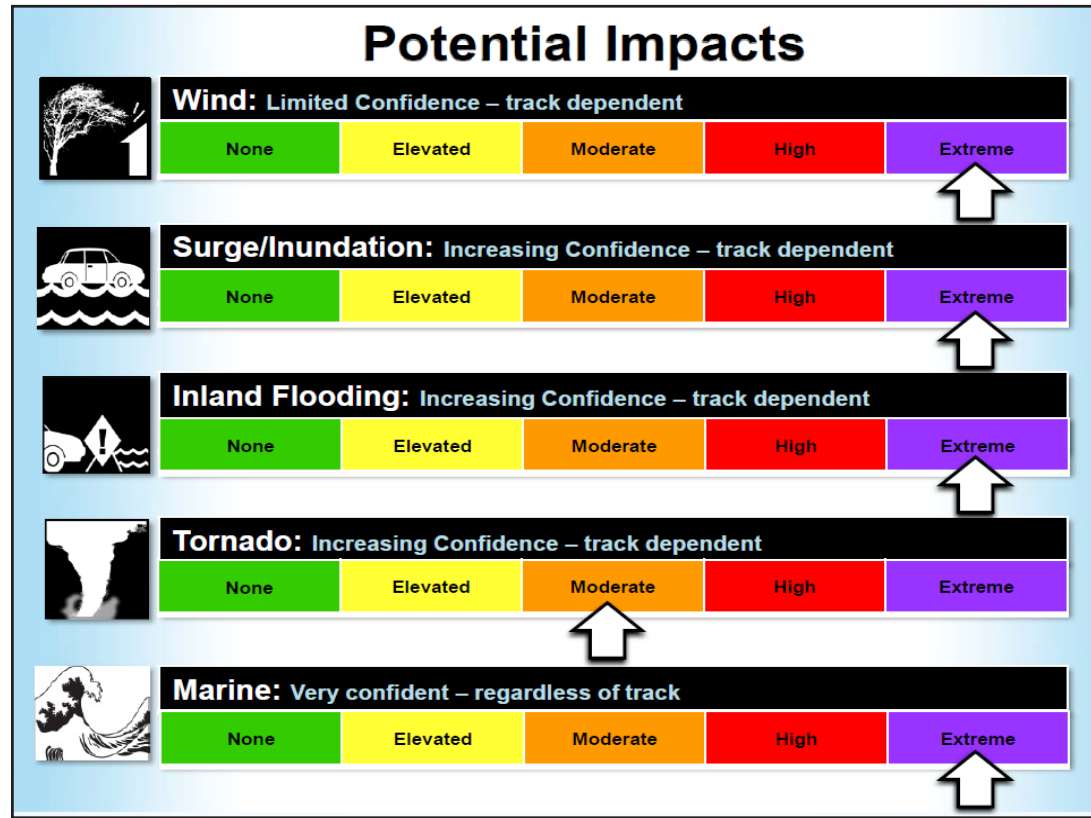 Potential Impacts
Wind: Limited Confidence – track dependent
None Elevated Moderate High Extreme
Surge/Inundation: Increasing Confidence – track dependent
None Elevated Moderate High Extreme
Inland Flooding: Increasing Confidence – track dependent
!
None Elevated Moderate High Extreme
Tornado: Increasing Confidence – track dependent
None Elevated Moderate High Extreme
Marine: Very confident – regardless of track
None Elevated Moderate High Extreme